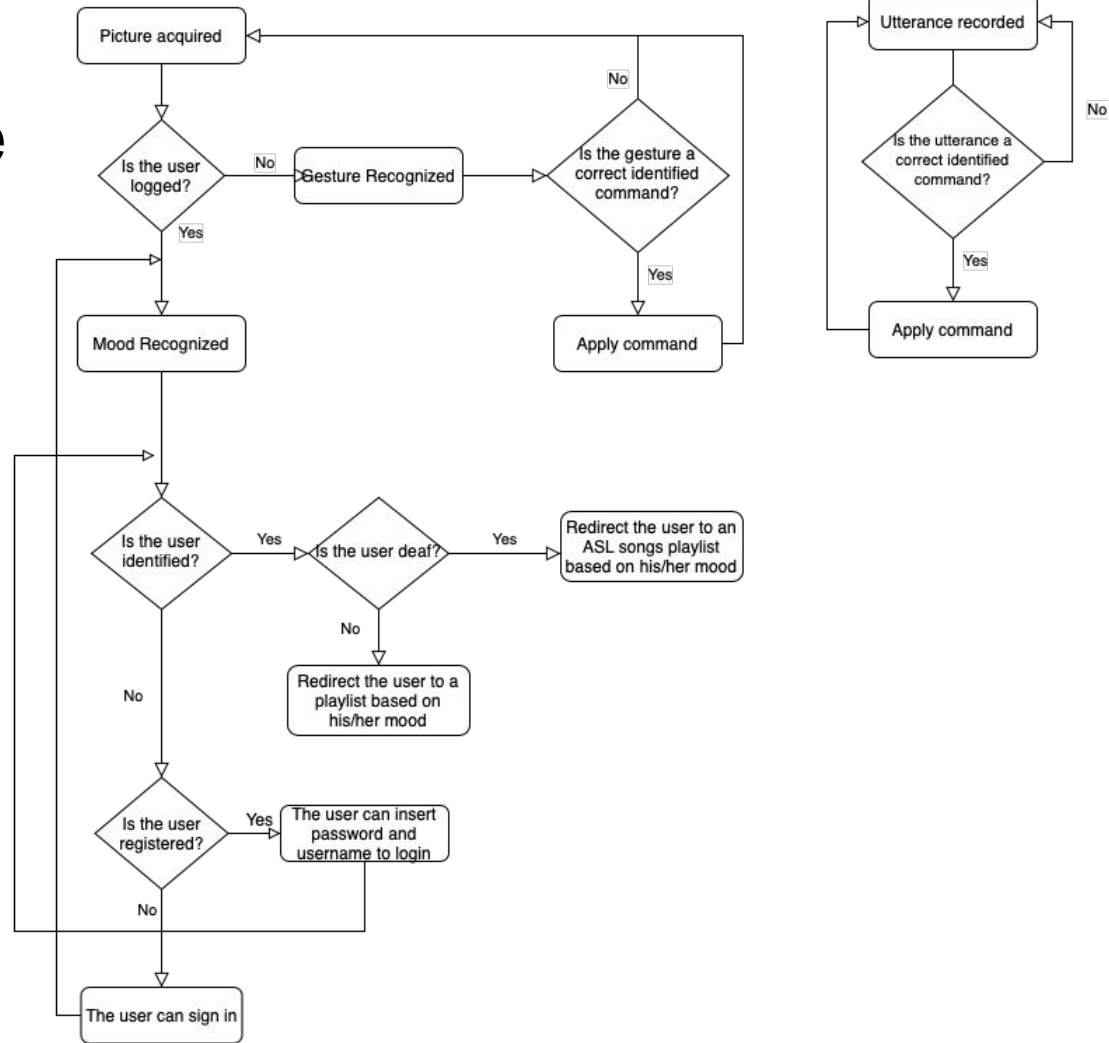 e
Picture acquired
Is the user
logged?
No
Gesture Recognized
Is the gesture a
correct identified
command?
No
Yes
Apply command
Yes
Mood Recognized
Is the user
identified?
Yes
Is the user deaf?
Yes
Redirect the user to an
ASL songs playlist
based on his/her mood
No
Redirect the user to a
playlist based on
his/her mood
No
Is the user
registered?
Yes
The user can insert
password and
username to login
No
The user can sign in
Utterance recorded
Is the utterance a
correct identified
command?
No
Yes
Apply command